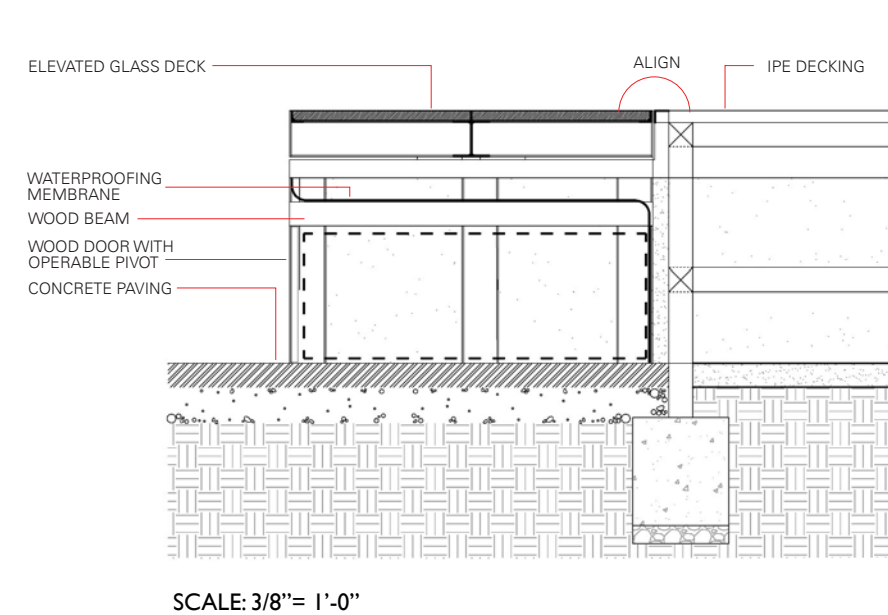 ELEVATED GLASS DECK
ALIGN
IPE DECKING
WATERPROOFING
MEMBRANE
WOOD BEAM
WOOD DOOR WITH
OPERABLE PIVOT
CONCRETE PAVING
SCALE: 3/8”= 1’-0”